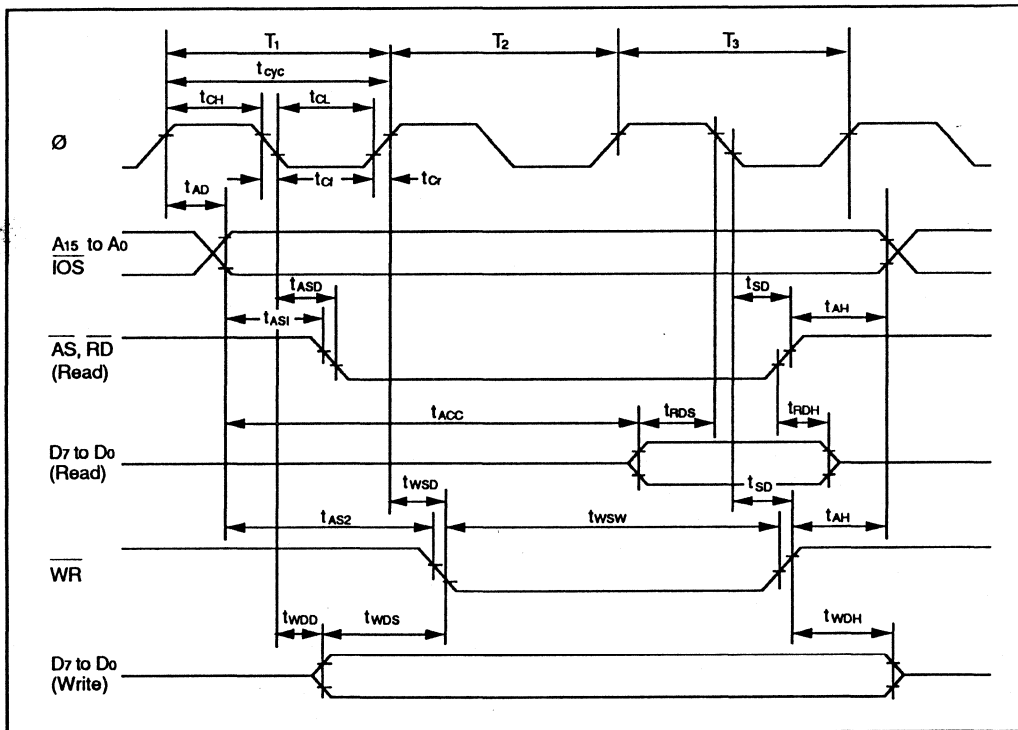 T1 T2 T3
tcyc
tCH tCL
Ø
tCf tCr
tAD
A15 to A0
IOS
tASD tSD
tASI tAH
AS, RD
(Read)
tACC tRDS tRDH
D7 to D0
(Read)
tWSD tSD
tAS2 tWSW tAH
WR
tWDD tWDS tWDH
D7 to D0
(Write)